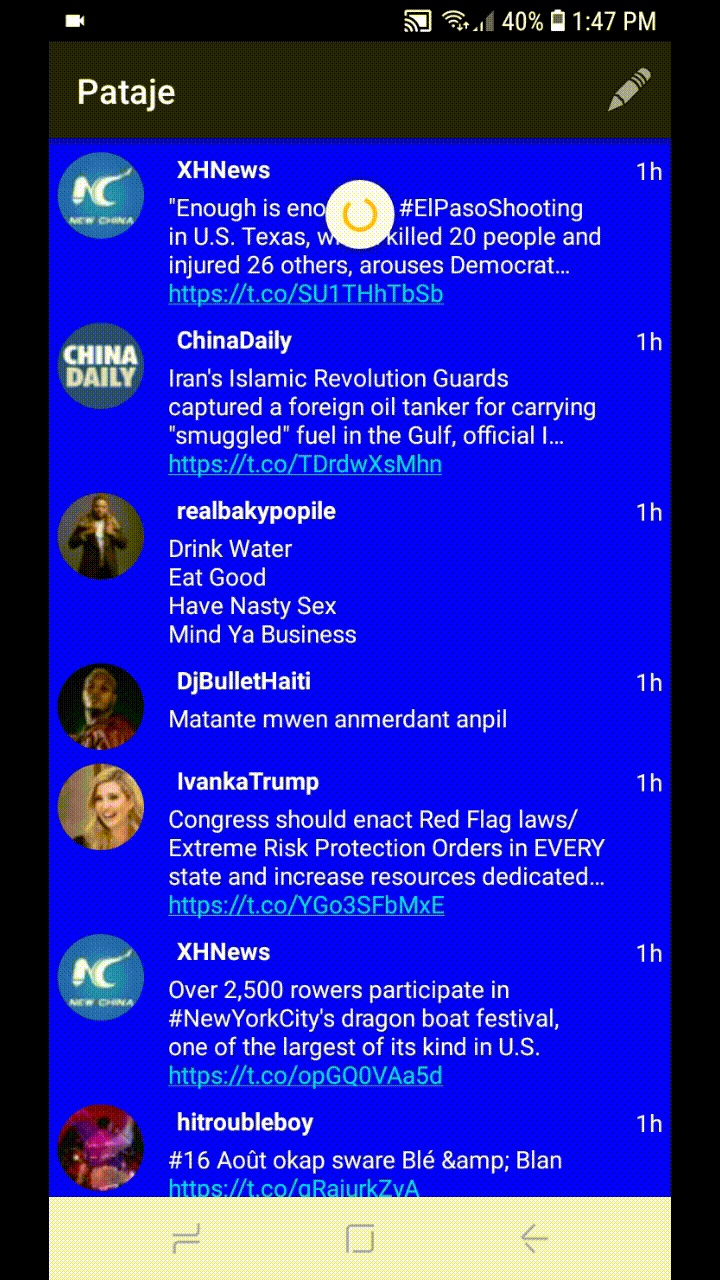 40% 1:47 PM
Pataje
XHNews 1h
"Enough is eno #ElPasoShooting
in U.S. Texas, killed 20 people and
injured 26 others, arouses Democrat…
https://t.co/SU1THhTbSb
ChinaDaily 1h
Iran's Islamic Revolution Guards
captured a foreign oil tanker for carrying
"smuggled" fuel in the Gulf, official I…
https://t.co/TDrdwXsMhn
realbakypopile 1h
Drink Water
Eat Good
Have Nasty Sex
Mind Ya Business
DjBulletHaiti 1h
Matante mwen anmerdant anpil
IvankaTrump 1h
Congress should enact Red Flag laws/
Extreme Risk Protection Orders in EVERY
state and increase resources dedicated…
https://t.co/YGo3SFbMxE
XHNews 1h
Over 2,500 rowers participate in
#NewYorkCity's dragon boat festival,
one of the largest of its kind in U.S.
https://t.co/opGQ0VAa5d
hitroubleboy 1h
#16 Août okap sware Blé &amp; Blan
NEW CHINA
CHINA
DAILY
NEW CHINA